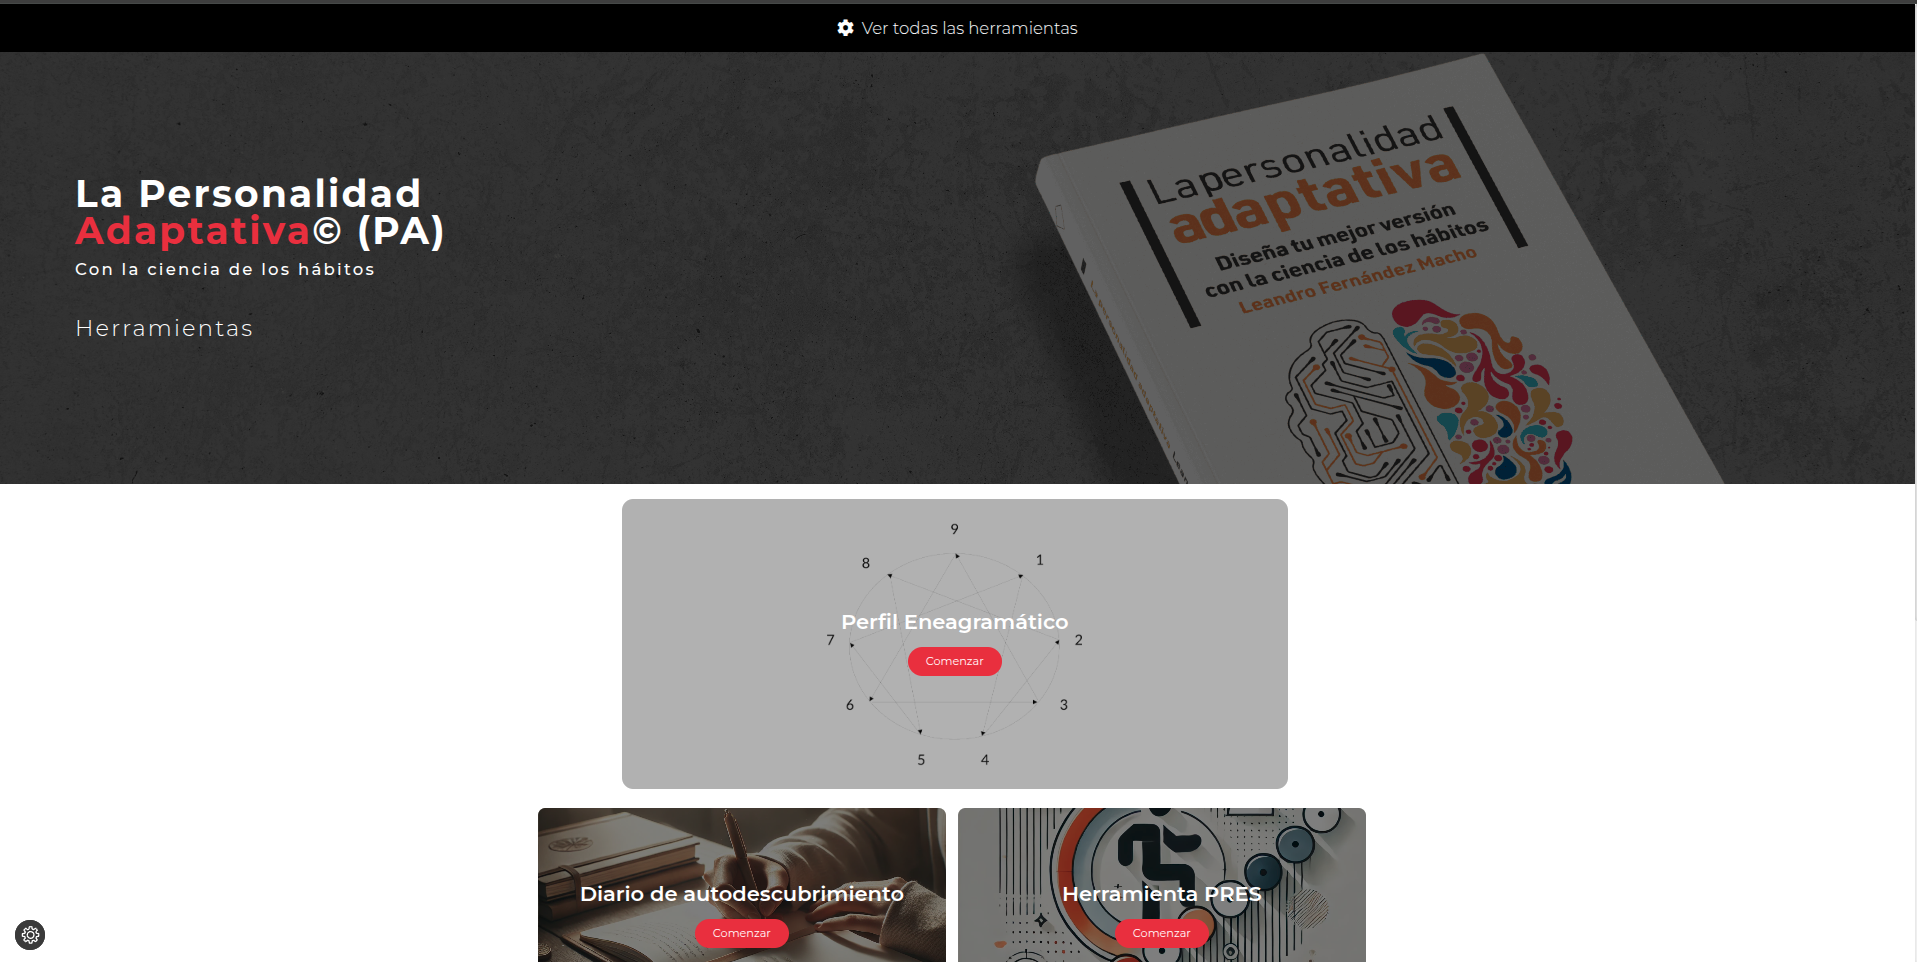 Ver todas las herramientas
La Personalidad
Adaptativa© (PA)
Con la ciencia de los hábitos
Herramientas
La personalidad
adaptativa
Diseña tu mejor versión
con la ciencia de los hábitos
Leandro Fernández Macho
9
8
1
Perfil Eneagramático
7
2
Comenzar
6
3
5
4
Diario de autodescubrimiento
Comenzar
Herramienta PRES
Comenzar